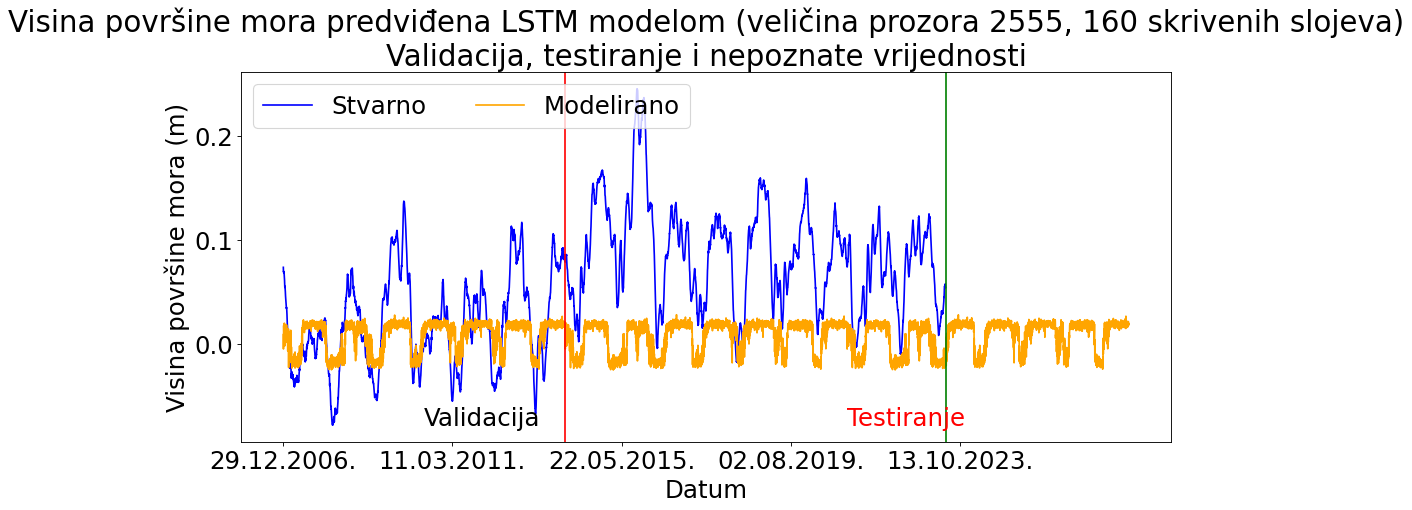 Visina površine mora predviđena LSTM modelom (veličina prozora 2555, 160 skrivenih slojeva)
Validacija, testiranje i nepoznate vrijednosti
Stvarno
Modelirano
Visina površine mora (m)
0.2
0.1
0.0
Validacija
Testiranje
29.12.2006.
11.03.2011.
22.05.2015.
02.08.2019.
13.10.2023.
Datum